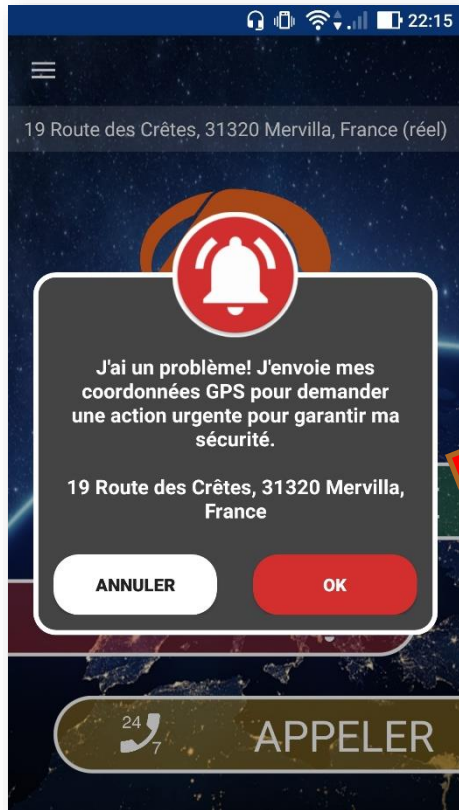 22:15
19 Route des Crêtes, 31320 Mervilla, France (réel)
J'ai un problème! J'envoie mes
coordonnées GPS pour demander
une action urgente pour garantir ma
sécurité.
19 Route des Crêtes, 31320 Mervilla,
France
ANNULER
OK
24
7
APPELER